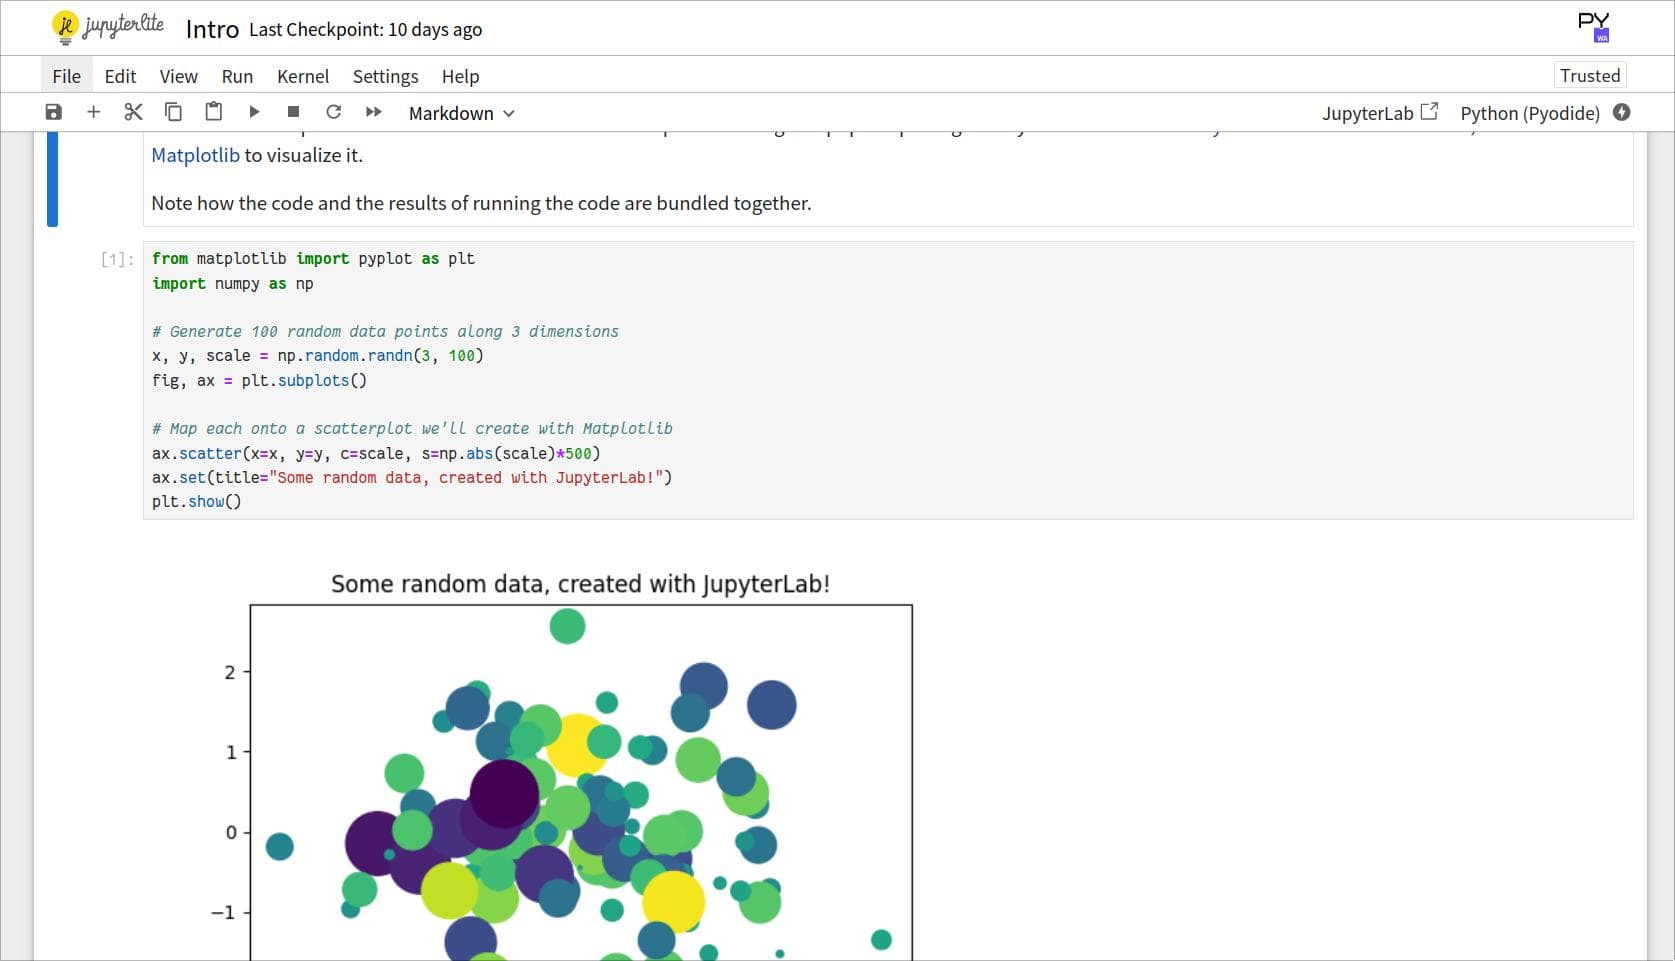 jupyterlite Intro Last Checkpoint: 10 days ago
PY
WA
File Edit View Run Kernel Settings Help Trusted
Markdown JupyterLab Python (Pyodide)
Matplotlib to visualize it.
Note how the code and the results of running the code are bundled together.
[1]: from matplotlib import pyplot as plt
import numpy as np
# Generate 100 random data points along 3 dimensions
x, y, scale = np.random.randn(3, 100)
fig, ax = plt.subplots()
# Map each onto a scatterplot we'll create with Matplotlib
ax.scatter(x=x, y=y, c=scale, s=np.abs(scale)*500)
ax.set(title="Some random data, created with JupyterLab!")
plt.show()
Some random data, created with JupyterLab!
2
1
0
−1